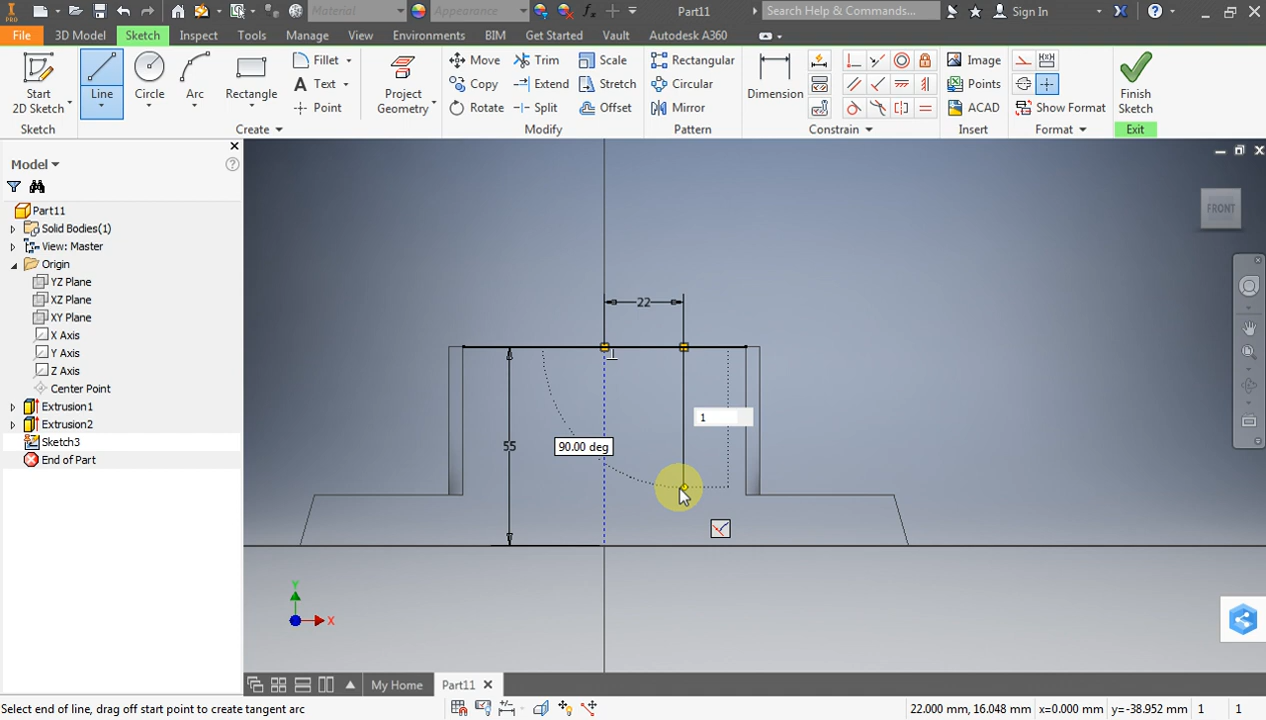 PRO
Material
Appearance
Part11
Search Help & Commands...
Sign In
File
3D Model
Sketch
Inspect
Tools
Manage
View
Environments
BIM
Get Started
Vault
Autodesk A360
Start
2D Sketch
Line
Circle
Arc
Rectangle
Fillet
Text
Point
Project
Geometry
Move
Copy
Rotate
Trim
Extend
Split
Scale
Stretch
Offset
Rectangular
Circular
Mirror
Dimension
Image
Points
ACAD
Show Format
Finish
Sketch
Sketch
Create
Modify
Pattern
Constrain
Insert
Format
Exit
Model
Part11
Solid Bodies(1)
View: Master
Origin
YZ Plane
XZ Plane
XY Plane
X Axis
Y Axis
Z Axis
Center Point
Extrusion1
Extrusion2
Sketch3
End of Part
FRONT
22
1
55
90.00 deg
Y
X
My Home
Part11
Select end of line, drag off start point to create tangent arc
22.000 mm, 16.048 mm
x=0.000 mm
y=-38.952 mm
1
1